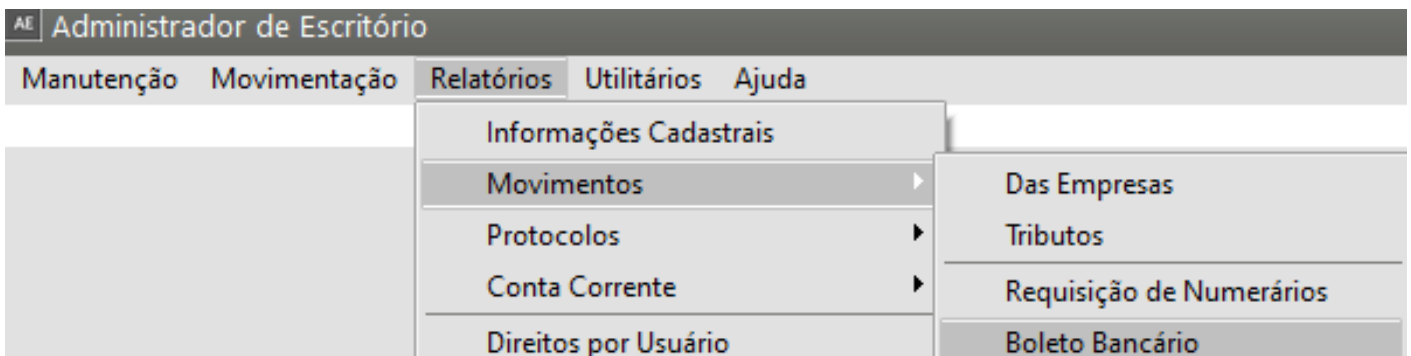 AE Administrador de Escritório
Manutenção Movimentação Relatórios Utilitários Ajuda
Informações Cadastrais
Movimentos
Protocolos
Conta Corrente
Direitos por Usuário
Das Empresas
Tributos
Requisição de Numerários
Boleto Bancário